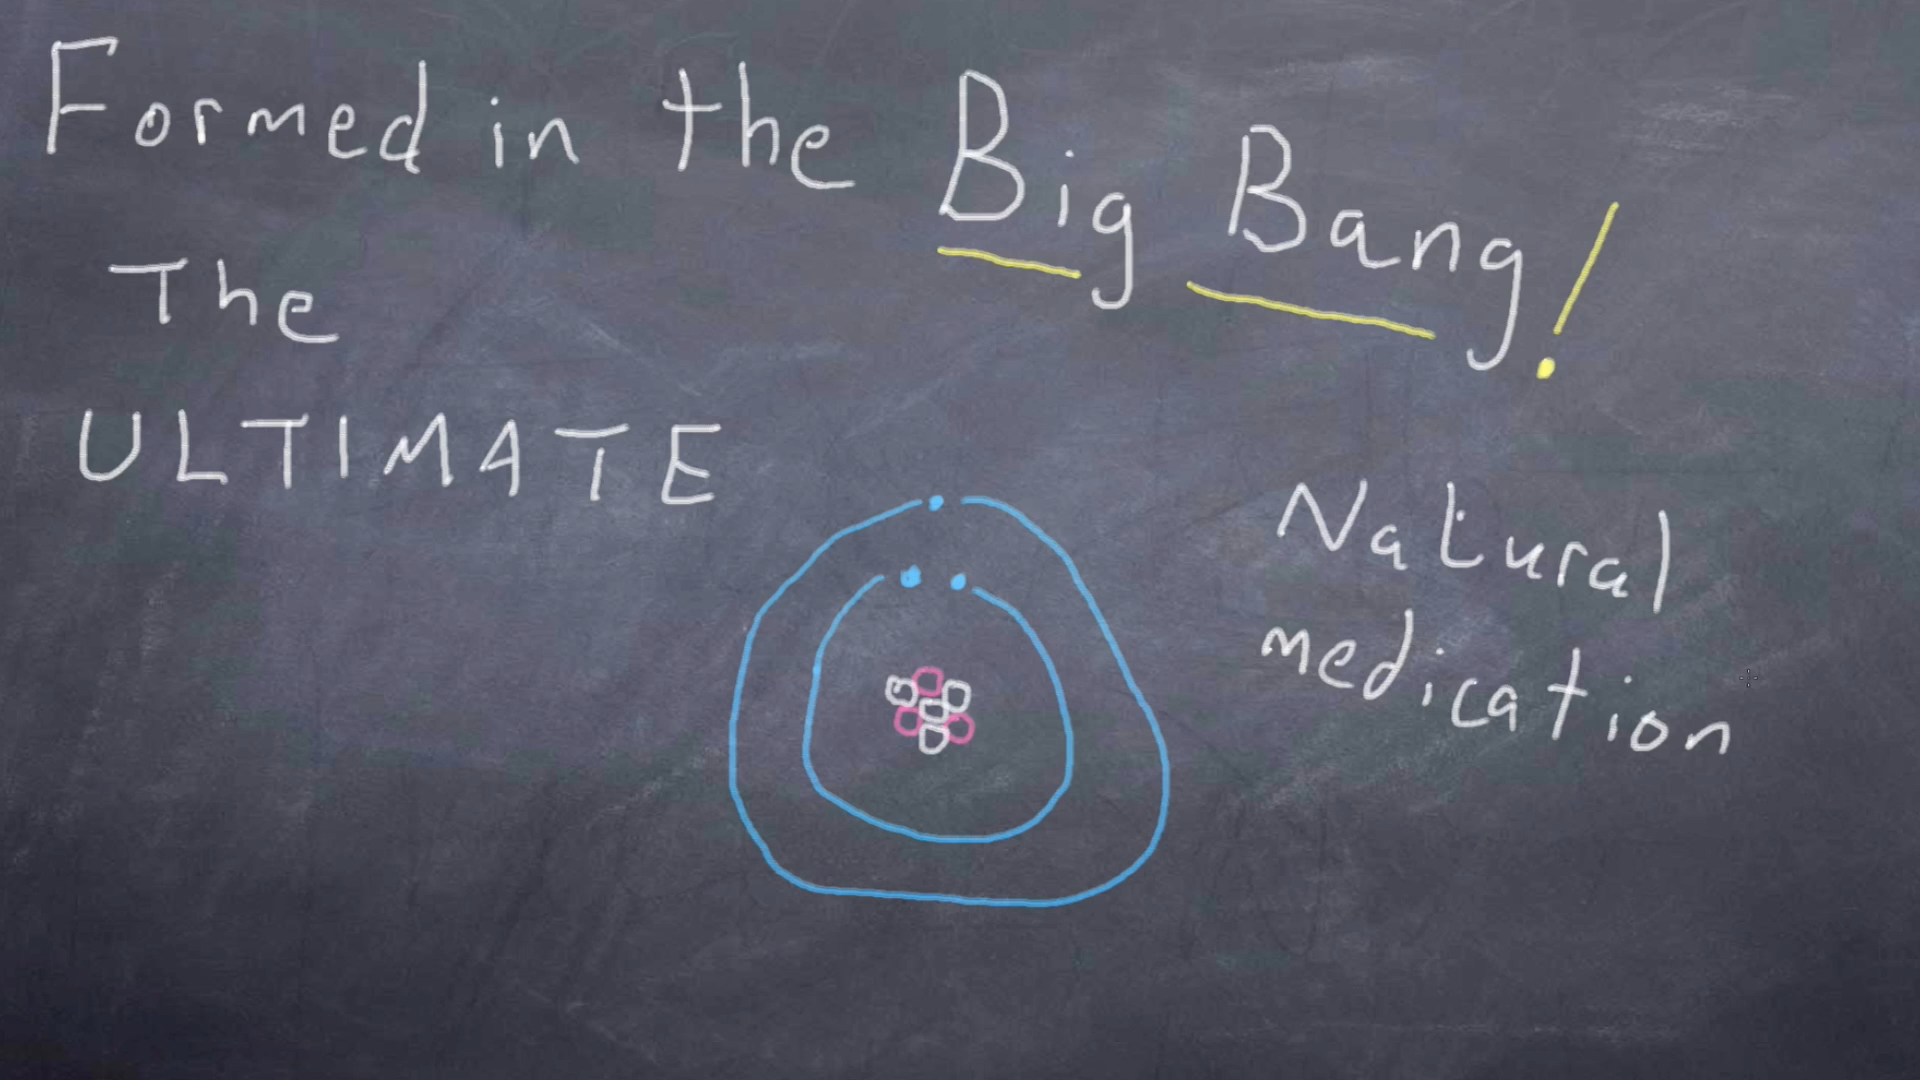 Formed in the Big Bang!
The
ULTIMATE
Natural
medication